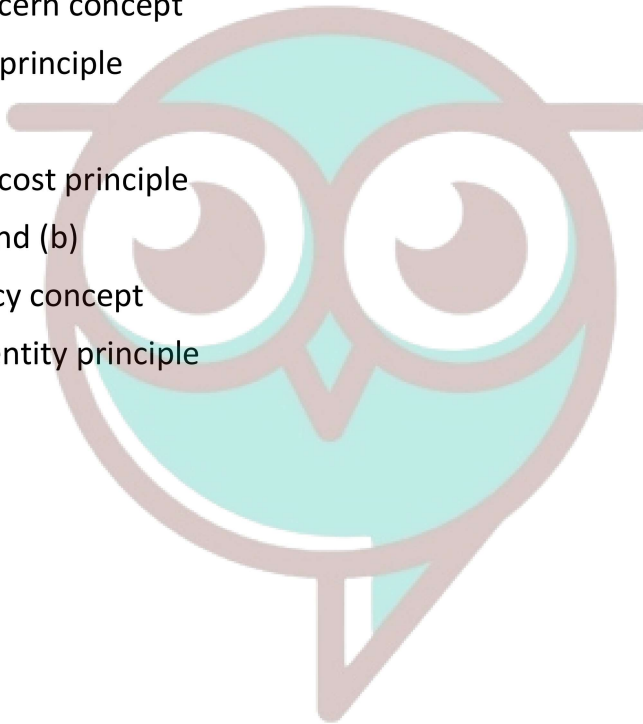 cern concept
principle
cost principle
nd (b)
cy concept
ntity principle